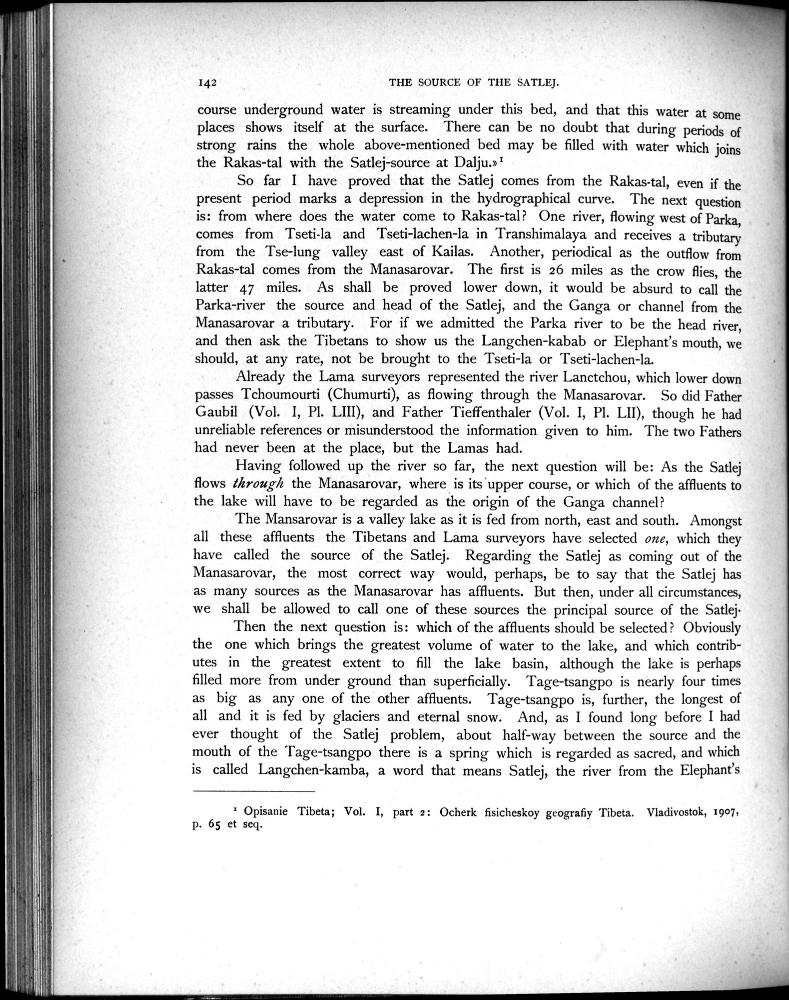 142 THE SOURCE OF THE SATLEJ.
course underground water is streaming under this bed, and that this water at some
places shows itself at the surface. There can be no doubt that during periods of
strong rains the whole above-mentioned bed may be filled with water which joins
the Rakas-tal with the Satlej-source at Dalju.»¹
So far I have proved that the Satlej comes from the Rakas-tal, even if the
present period marks a depression in the hydrographical curve. The next question
is: from where does the water come to Rakas-tal? One river, flowing west of Parka,
comes from Tseti-la and Tseti-lachen-la in Transhimalaya and receives a tributary
from the Tse-lung valley east of Kailas. Another, periodical as the outflow from
Rakas-tal comes from the Manasarovar. The first is 26 miles as the crow flies, the
latter 47 miles. As shall be proved lower down, it would be absurd to call the
Parka-river the source and head of the Satlej, and the Ganga or channel from the
Manasarovar a tributary. For if we admitted the Parka river to be the head river,
and then ask the Tibetans to show us the Langchen-kabab or Elephant's mouth, we
should, at any rate, not be brought to the Tseti-la or Tseti-lachen-la.
Already the Lama surveyors represented the river Lanctchou, which lower down
passes Tchoumourti (Chumurti), as flowing through the Manasarovar. So did Father
Gaubil (Vol. I, Pl. LIII), and Father Tieffenthaler (Vol. I, Pl. LII), though he had
unreliable references or misunderstood the information given to him. The two Fathers
had never been at the place, but the Lamas had.
Having followed up the river so far, the next question will be: As the Satlej
flows through the Manasarovar, where is its upper course, or which of the affluents to
the lake will have to be regarded as the origin of the Ganga channel?
The Mansarovar is a valley lake as it is fed from north, east and south. Amongst
all these affluents the Tibetans and Lama surveyors have selected one, which they
have called the source of the Satlej. Regarding the Satlej as coming out of the
Manasarovar, the most correct way would, perhaps, be to say that the Satlej has
as many sources as the Manasarovar has affluents. But then, under all circumstances,
we shall be allowed to call one of these sources the principal source of the Satlej.
Then the next question is: which of the affluents should be selected? Obviously
the one which brings the greatest volume of water to the lake, and which contrib-
utes in the greatest extent to fill the lake basin, although the lake is perhaps
filled more from under ground than superficially. Tage-tsangpo is nearly four times
as big as any one of the other affluents. Tage-tsangpo is, further, the longest of
all and it is fed by glaciers and eternal snow. And, as I found long before I had
ever thought of the Satlej problem, about half-way between the source and the
mouth of the Tage-tsangpo there is a spring which is regarded as sacred, and which
is called Langchen-kamba, a word that means Satlej, the river from the Elephant's
¹ Opisanie Tibeta; Vol. I, part 2: Ocherk fisicheskoy geografiy Tibeta. Vladivostok, 1907,
p. 65 et seq.